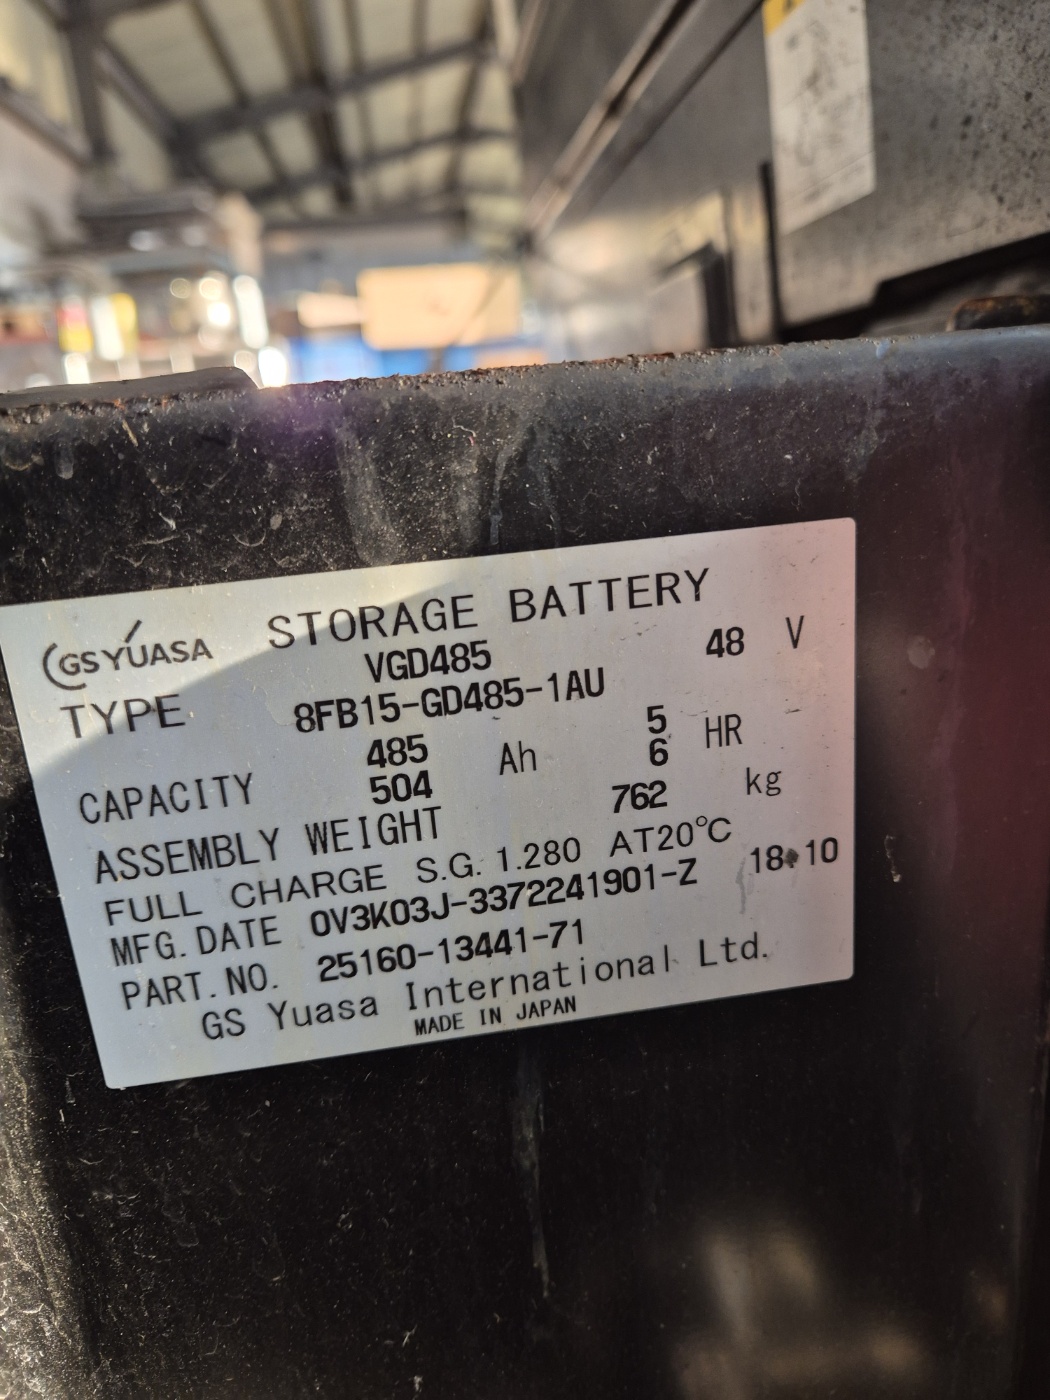 GS YUASA STORAGE BATTERY
VGD485 48 V
TYPE 8FB15-GD485-1AU
485 5
CAPACITY Ah HR
504 6
ASSEMBLY WEIGHT 762 kg
FULL CHARGE S.G. 1.280 AT20℃
MFG. DATE 0V3K03J-3372241901-Z 18 10
PART. NO. 25160-13441-71
GS Yuasa International Ltd.
MADE IN JAPAN